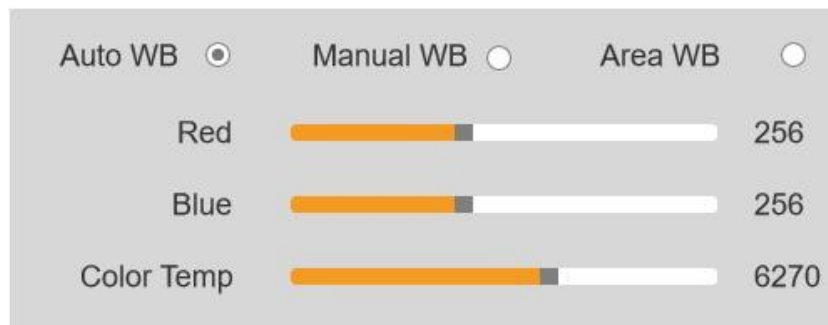 Auto WB Manual WB Area WB
Red 256
Blue 256
Color Temp 6270